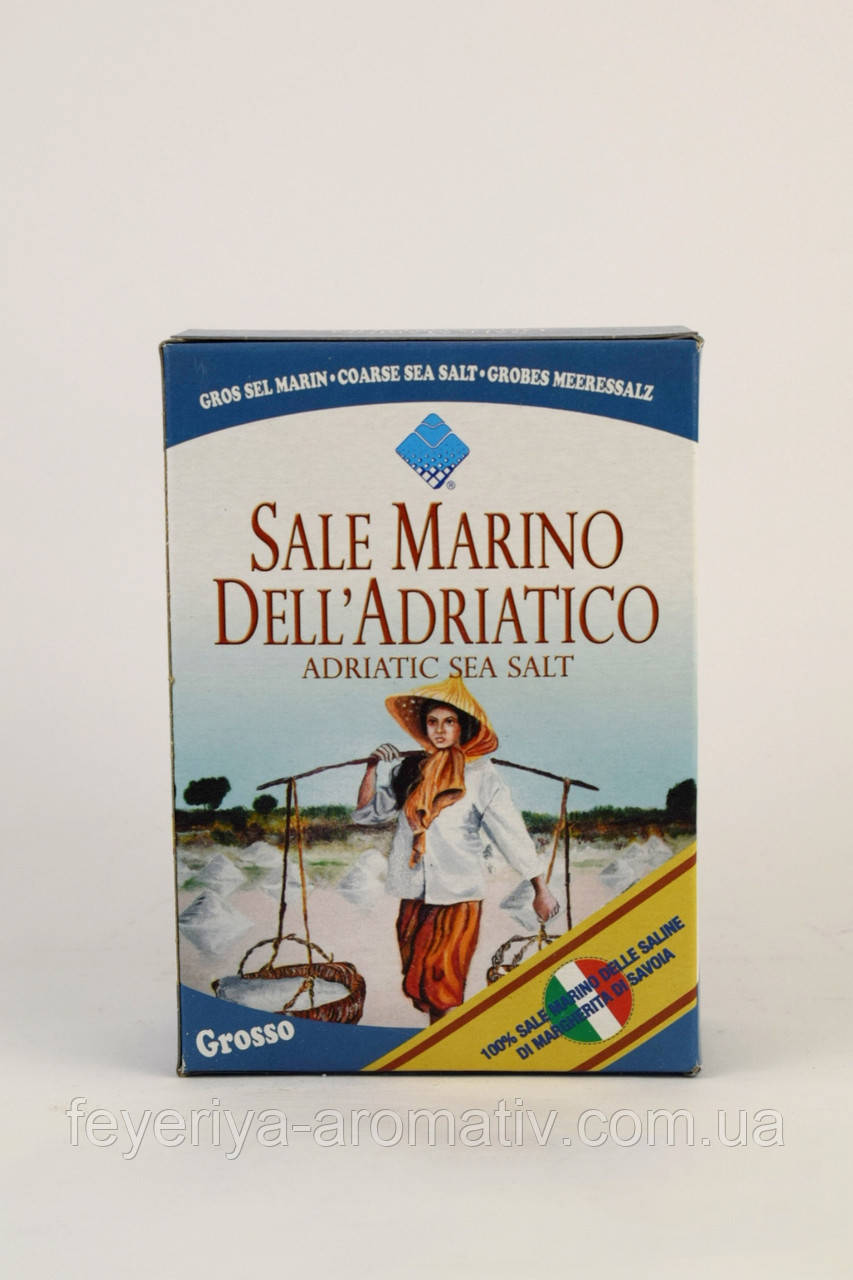 GROS SEL MARIN • COARSE SEA SALT • GROBES MEERESSALZ
®
SALE MARINO
DELL'ADRIATICO
ADRIATIC SEA SALT
100% SALE MARINO DELLE SALINE
DI MARGHERITA DI SAVOIA
Grosso
feyeriya-aromativ.com.ua